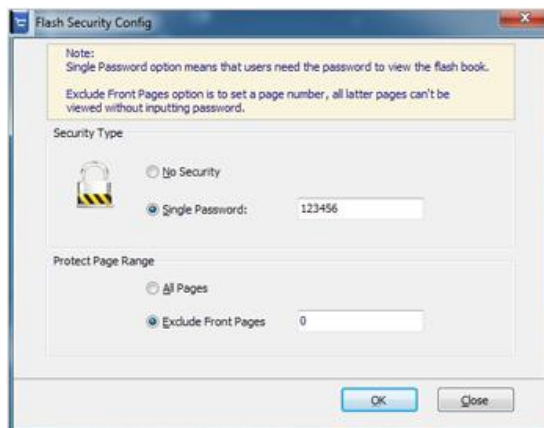 Flash Security Config
Note:
Single Password option means that users need the password to view the flash book.
Exclude Front Pages option is to set a page number, all latter pages can't be
viewed without inputting password.
Security Type
No Security
Single Password:
123456
Protect Page Range
All Pages
Exclude Front Pages
0
OK
Close